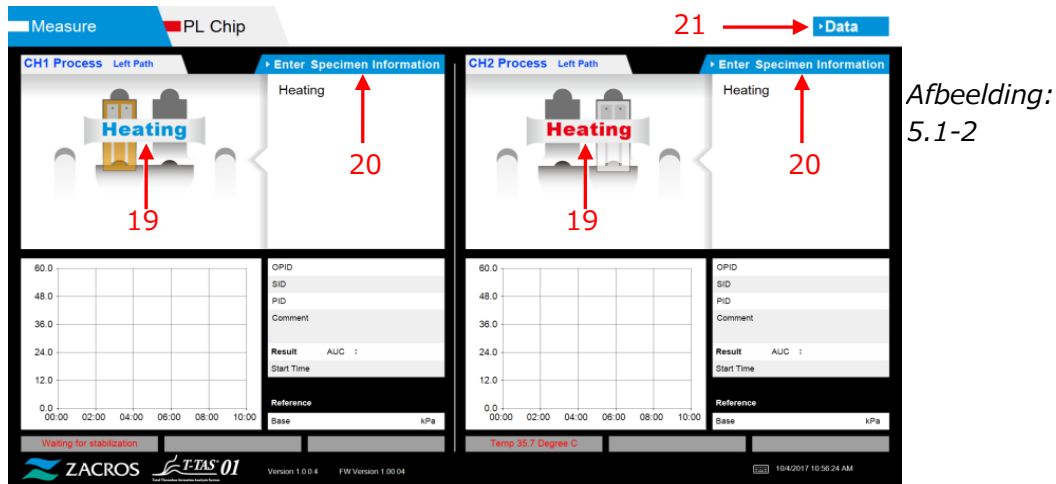 Measure
PL Chip
21
Data
CH1 Process Left Path
Enter Specimen Information
Heating
Heating
19
20
60.0
48.0
36.0
24.0
12.0
0.0
00:00 02:00 04:00 06:00 08:00 10:00
OPID
SID
PID
Comment
Result AUC :
Start Time
Reference
Base kPa
Waiting for stabilization
CH2 Process Left Path
Enter Specimen Information
Heating
Heating
19
20
60.0
48.0
36.0
24.0
12.0
0.0
00:00 02:00 04:00 06:00 08:00 10:00
OPID
SID
PID
Comment
Result AUC :
Start Time
Reference
Base kPa
Temp 35.7 Degree C
ZACROS T-TAS 01
Total Thrombus-formation Analysis System
Version 1.0.0.4 FW Version 1.00.04
10/4/2017 10:56:24 AM
Afbeelding:
5.1-2